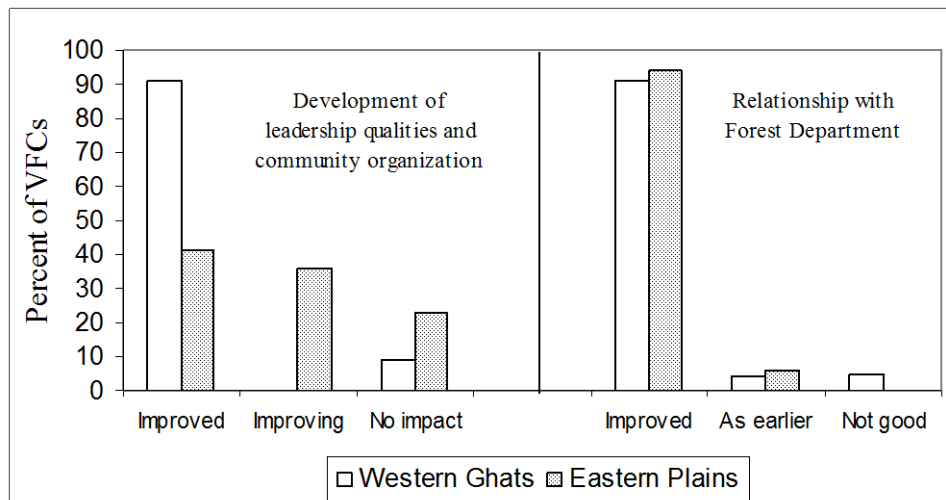 Percent of VFCs
100
90
80
70
60
50
40
30
20
10
0
Development of
leadership qualities and
community organization
Relationship with
Forest Department
Improved Improving No impact Improved As earlier Not good
Western Ghats Eastern Plains